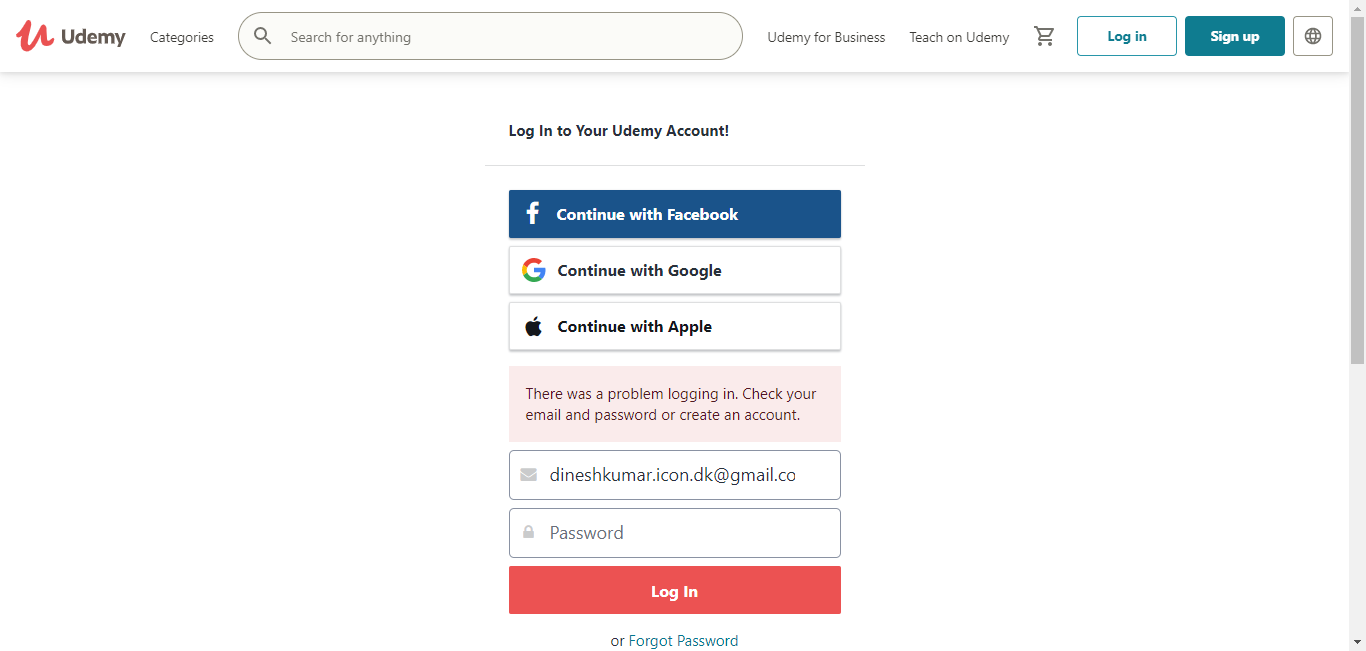 Udemy Categories Search for anything Udemy for Business Teach on Udemy Log in Sign up
Log In to Your Udemy Account!
Continue with Facebook
Continue with Google
Continue with Apple
There was a problem logging in. Check your
email and password or create an account.
dineshkumar.icon.dk@gmail.co
Password
Log In
or Forgot Password